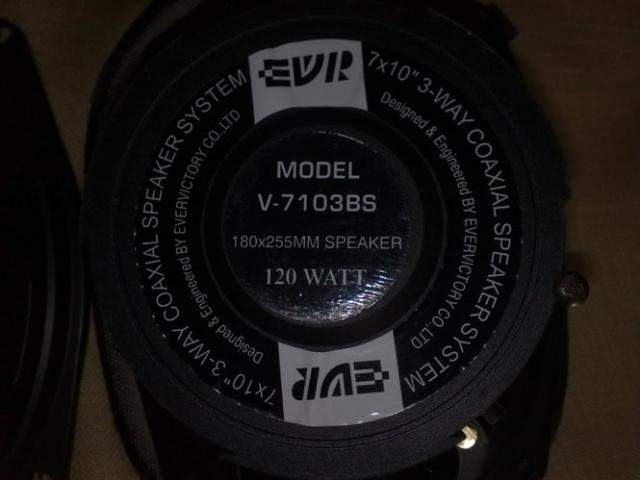 EVR
7x10" 3-WAY COAXIAL SPEAKER SYSTEM
Designed & Engineered BY EVERVICTORY CO.,LTD
MODEL
V-7103BS
180x255MM SPEAKER
120 WATT
7x10" 3-WAY COAXIAL SPEAKER SYSTEM
Designed & Engineered BY EVERVICTORY CO.,LTD
EVR